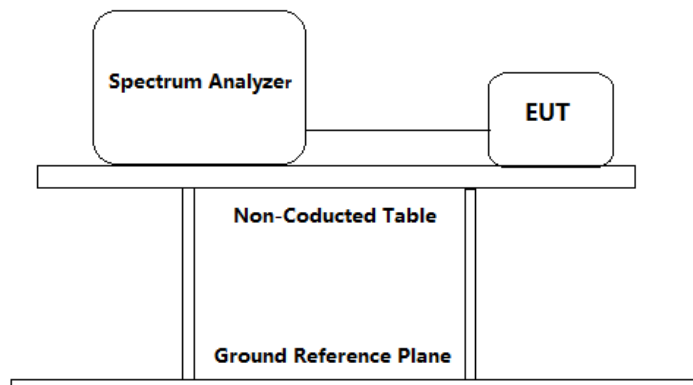 Spectrum Analyzer
EUT
Non-Coducted Table
Ground Reference Plane